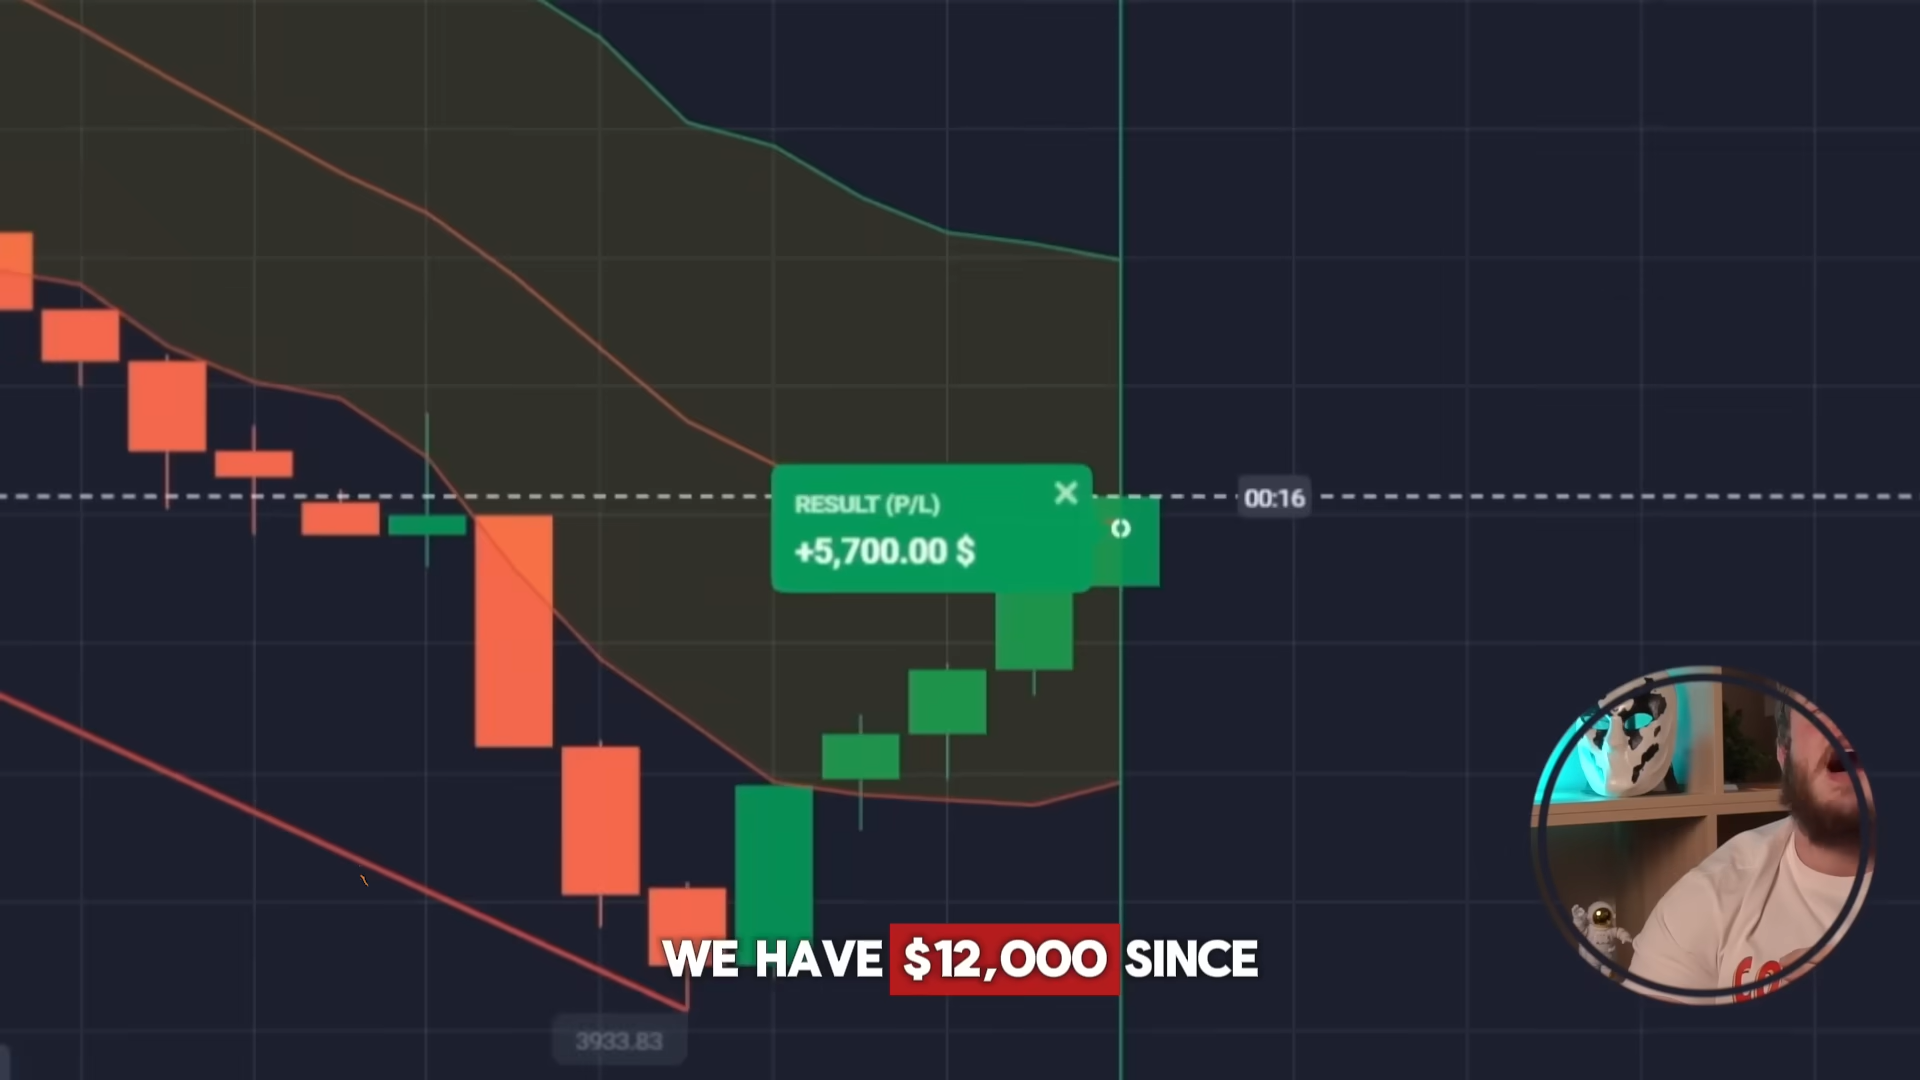 RESULT (P/L)
+5,700.00 $
00:16
WE HAVE $12,000 SINCE
3933.83